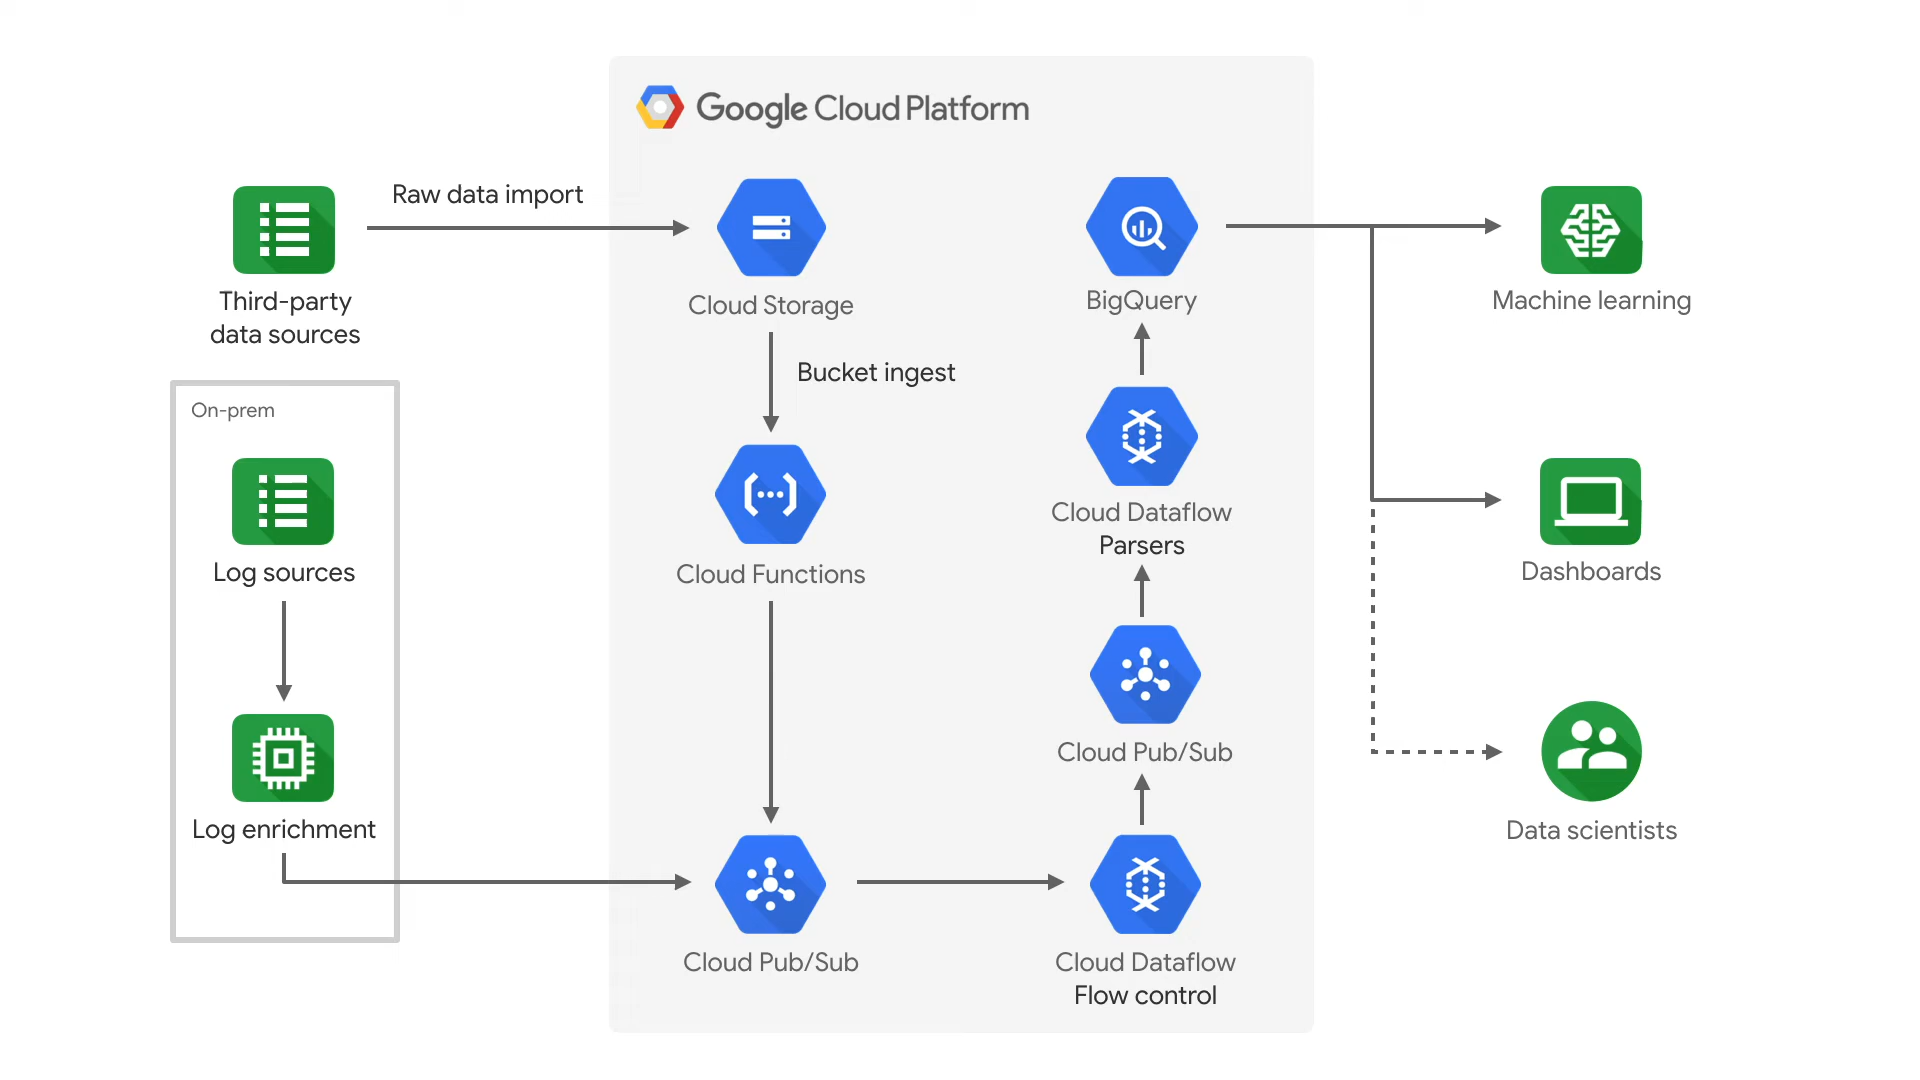 Google Cloud Platform
Raw data import
Third-party
data sources
Cloud Storage
BigQuery
Machine learning
Bucket ingest
On-prem
Log sources
Cloud Functions
Cloud Dataflow
Parsers
Dashboards
Log enrichment
Cloud Pub/Sub
Data scientists
Cloud Pub/Sub
Cloud Dataflow
Flow control